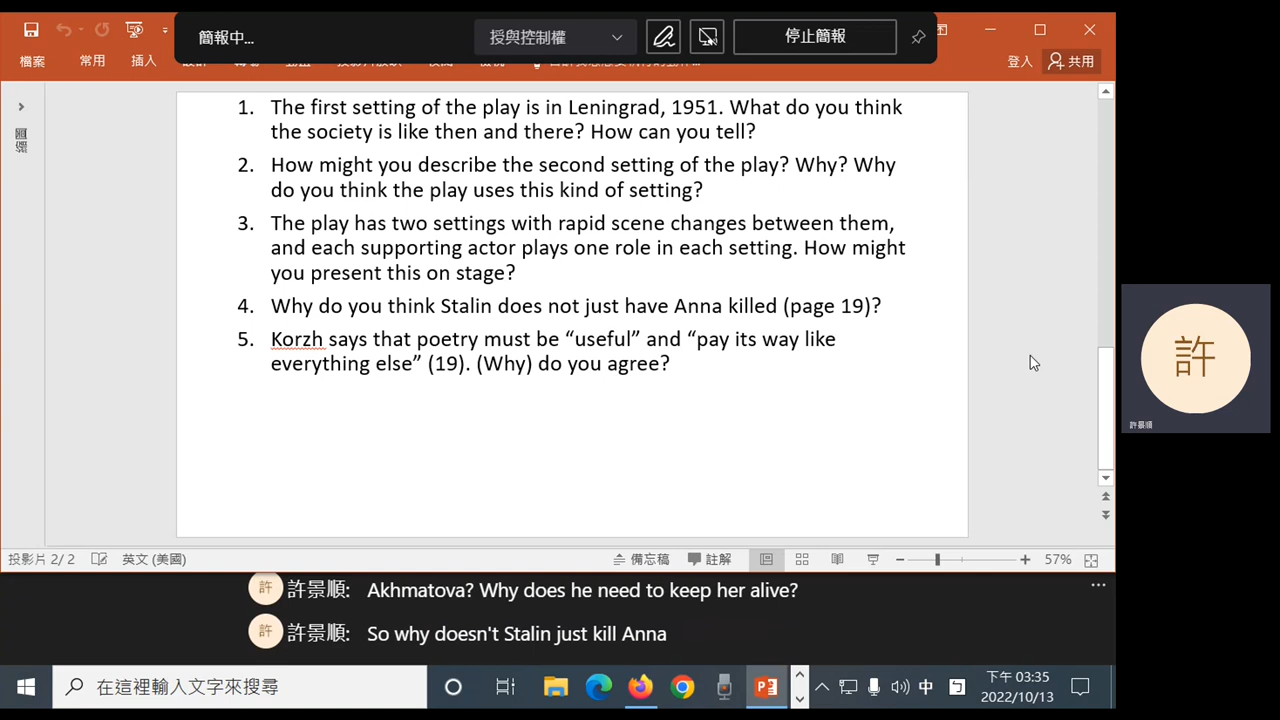 簡報中...
授與控制權
停止簡報
檔案
常用
插入
登入
共用
1. The first setting of the play is in Leningrad, 1951. What do you think
the society is like then and there? How can you tell?
2. How might you describe the second setting of the play? Why? Why
do you think the play uses this kind of setting?
3. The play has two settings with rapid scene changes between them,
and each supporting actor plays one role in each setting. How might
you present this on stage?
4. Why do you think Stalin does not just have Anna killed (page 19)?
5. Korzh says that poetry must be “useful” and “pay its way like
everything else” (19). (Why) do you agree?
許
許景順
投影片 2/ 2
英文 (美國)
備忘稿
註解
57%
許
許景順:
Akhmatova? Why does he need to keep her alive?
許
許景順:
So why doesn't Stalin just kill Anna
在這裡輸入文字來搜尋
中
下午 03:35
2022/10/13